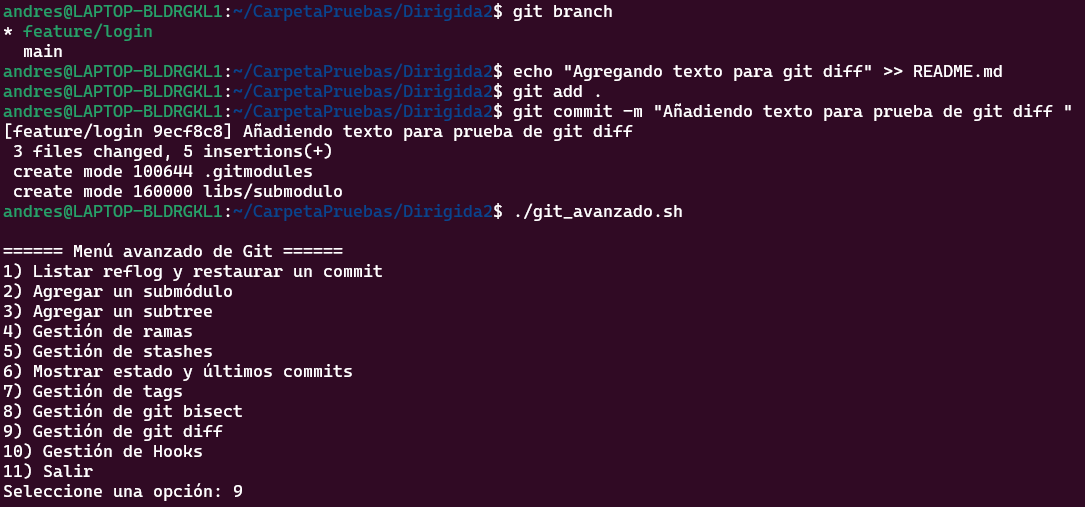 andres@LAPTOP-BLDRGKL1:~/CarpetaPruebas/Dirigida2$ git branch
* feature/login
  main
andres@LAPTOP-BLDRGKL1:~/CarpetaPruebas/Dirigida2$ echo "Agregando texto para git diff" >> README.md
andres@LAPTOP-BLDRGKL1:~/CarpetaPruebas/Dirigida2$ git add .
andres@LAPTOP-BLDRGKL1:~/CarpetaPruebas/Dirigida2$ git commit -m "Añadiendo texto para prueba de git diff "
[feature/login 9ecf8c8] Añadiendo texto para prueba de git diff
 3 files changed, 5 insertions(+)
 create mode 100644 .gitmodules
 create mode 160000 libs/submodulo
andres@LAPTOP-BLDRGKL1:~/CarpetaPruebas/Dirigida2$ ./git_avanzado.sh

====== Menú avanzado de Git ======
1) Listar reflog y restaurar un commit
2) Agregar un submódulo
3) Agregar un subtree
4) Gestión de ramas
5) Gestión de stashes
6) Mostrar estado y últimos commits
7) Gestión de tags
8) Gestión de git bisect
9) Gestión de git diff
10) Gestión de Hooks
11) Salir
Seleccione una opción: 9